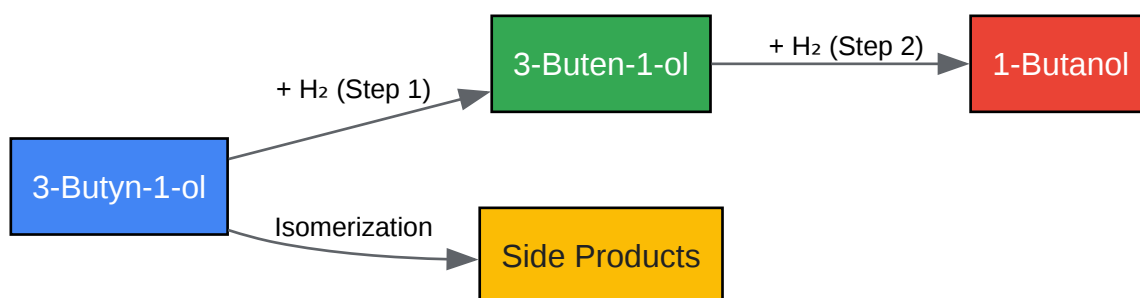 3-Buten-1-ol
+ H₂ (Step 2)
1-Butanol
+ H₂ (Step 1)
3-Butyn-1-ol
Isomerization
Side Products